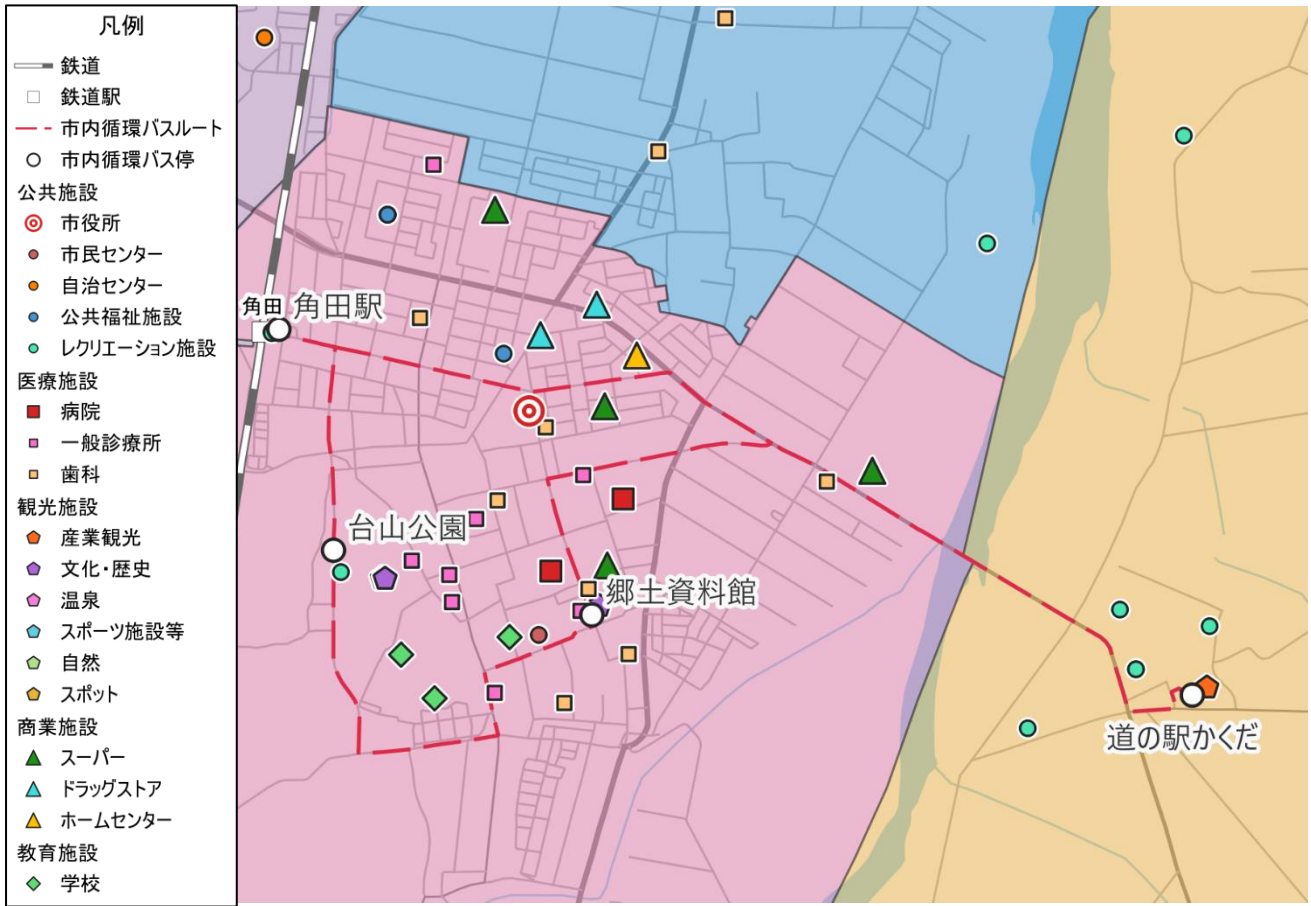 凡例
鉄道
鉄道駅
市内循環バスルート
市内循環バス停
公共施設
市役所
市民センター
自治センター
公共福祉施設
レクリエーション施設
医療施設
病院
一般診療所
歯科
観光施設
産業観光
文化・歴史
温泉
スポーツ施設等
自然
スポット
商業施設
スーパー
ドラッグストア
ホームセンター
教育施設
学校
角田
角田駅
台山公園
郷土資料館
道の駅かくだ